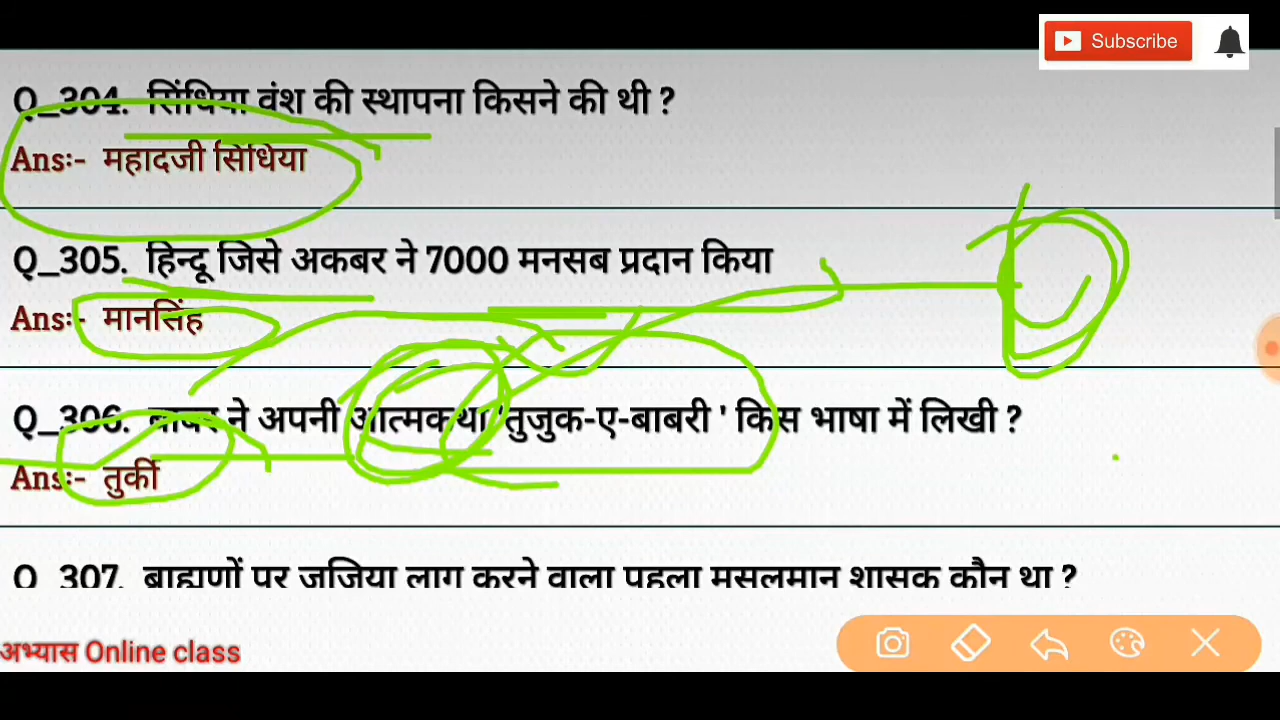 Subscribe
Q_304. सिंधिया वंश की स्थापना किसने की थी ?
Ans:- महादजी सिंधिया
Q_305. हिन्दू जिसे अकबर ने 7000 मनसब प्रदान किया
Ans:- मानसिंह
Q_306. बाबर ने अपनी आत्मकथा 'तुजुक-ए-बाबरी ' किस भाषा में लिखी ?
Ans:- तुर्की
Q_307. ब्राह्मणों पर जजिया लागू करने वाला पहला मुसलमान शासक कौन था ?
अभ्यास Online class